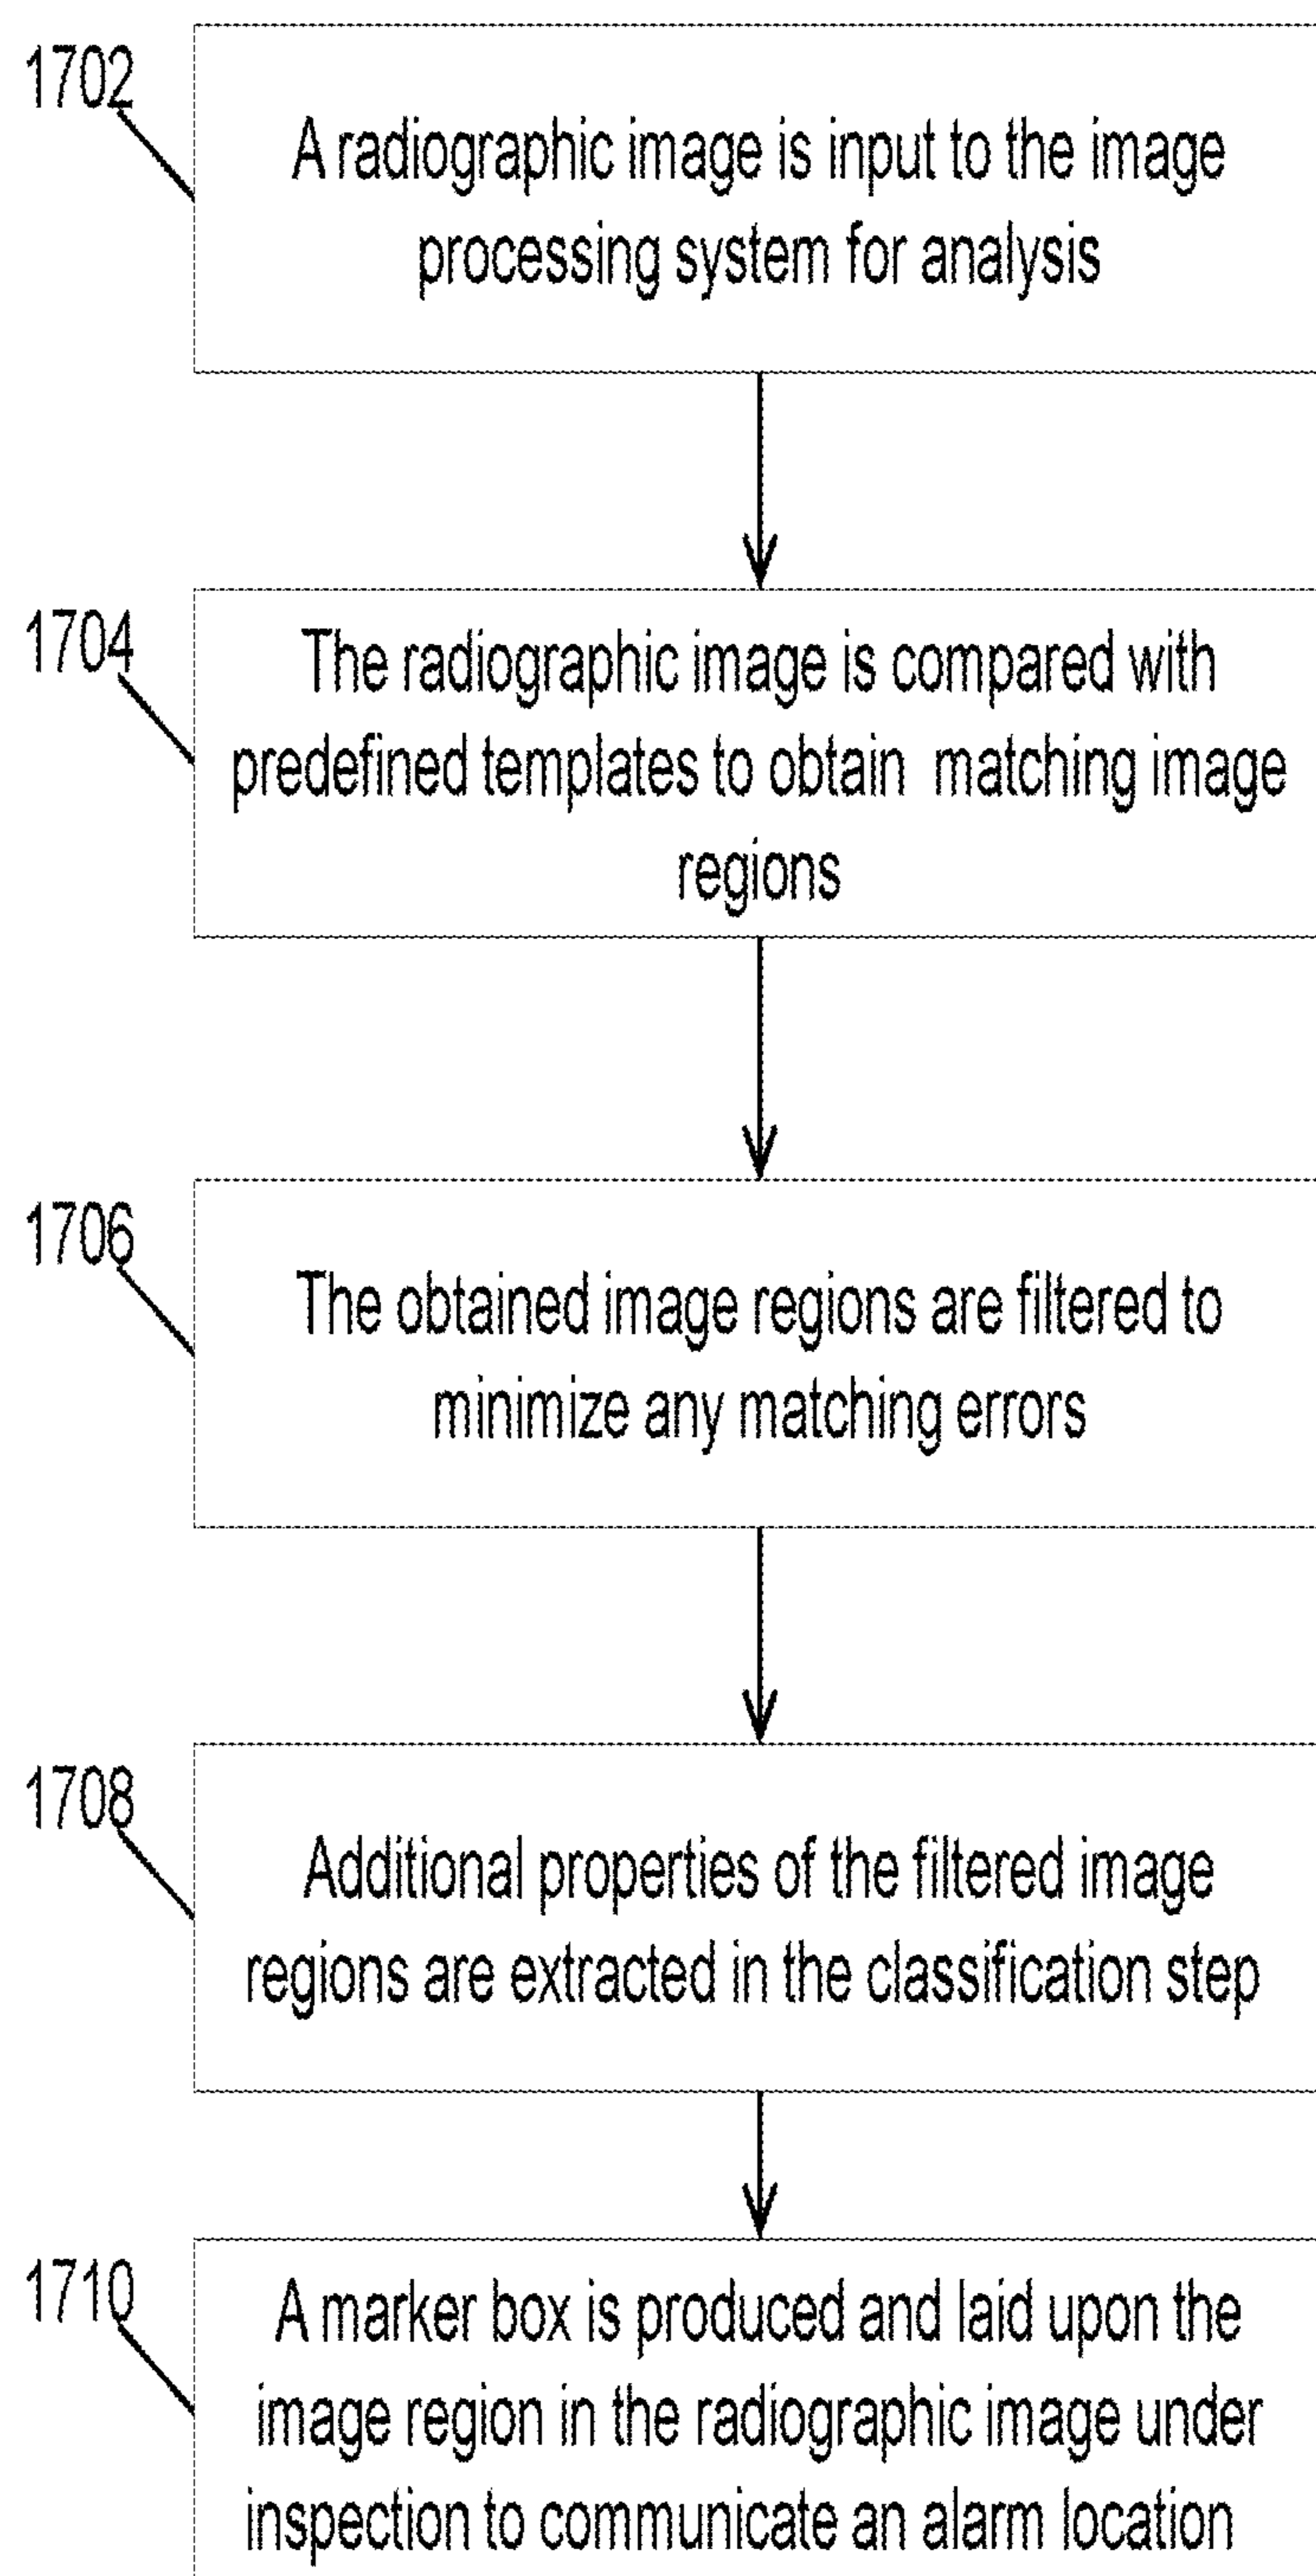 1702
A radiographic image is input to the image
processing system for analysis
1704
The radiographic image is compared with
predefined templates to obtain matching image
regions
1706
The obtained image regions are filtered to
minimize any matching errors
1708
Additional properties of the filtered image
regions are extracted in the classification step
1710
A marker box is produced and laid upon the
image region in the radiographic image under
inspection to communicate an alarm location